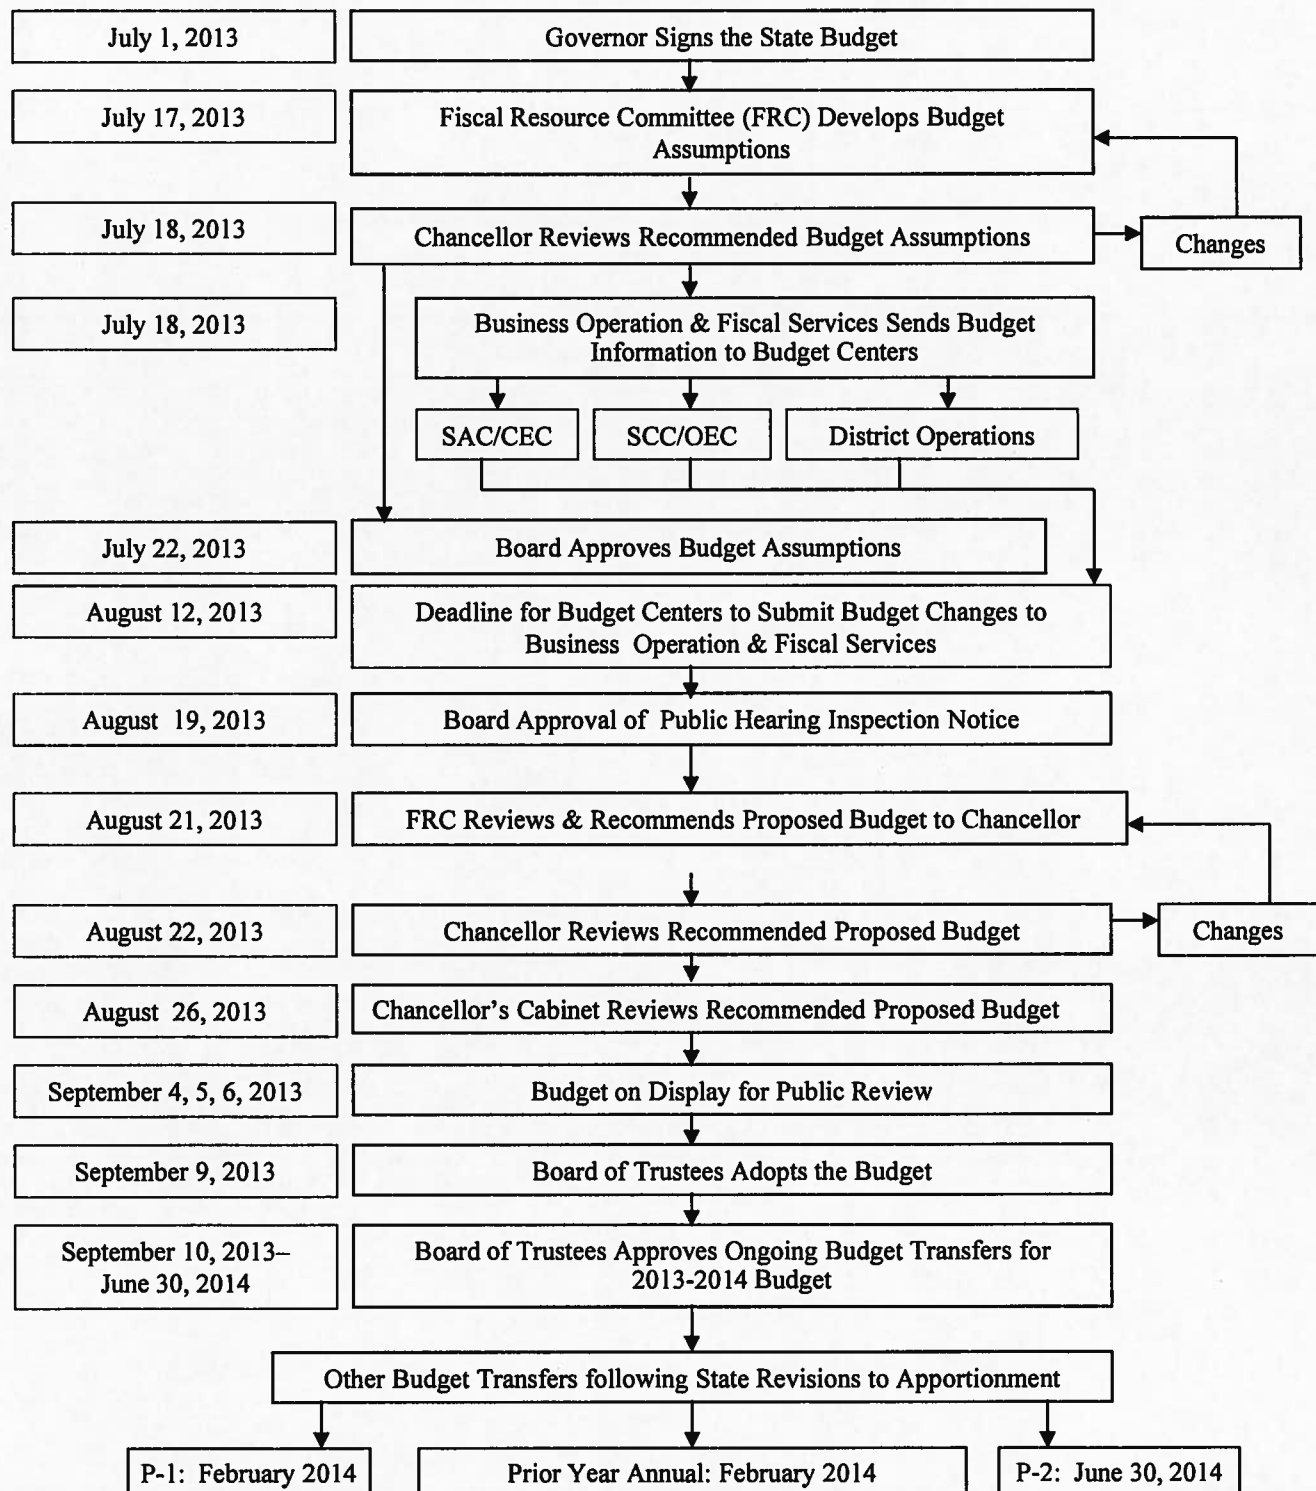 July 1, 2013
Governor Signs the State Budget
July 17, 2013
Fiscal Resource Committee (FRC) Develops Budget
Assumptions
July 18, 2013
Chancellor Reviews Recommended Budget Assumptions
Changes
July 18, 2013
Business Operation & Fiscal Services Sends Budget
Information to Budget Centers
SAC/CEC
SCC/OEC
District Operations
July 22, 2013
Board Approves Budget Assumptions
August 12, 2013
Deadline for Budget Centers to Submit Budget Changes to
Business Operation & Fiscal Services
August 19, 2013
Board Approval of Public Hearing Inspection Notice
August 21, 2013
FRC Reviews & Recommends Proposed Budget to Chancellor
August 22, 2013
Chancellor Reviews Recommended Proposed Budget
Changes
August 26, 2013
Chancellor's Cabinet Reviews Recommended Proposed Budget
September 4, 5, 6, 2013
Budget on Display for Public Review
September 9, 2013
Board of Trustees Adopts the Budget
September 10, 2013–
June 30, 2014
Board of Trustees Approves Ongoing Budget Transfers for
2013-2014 Budget
Other Budget Transfers following State Revisions to Apportionment
P-1: February 2014
Prior Year Annual: February 2014
P-2: June 30, 2014